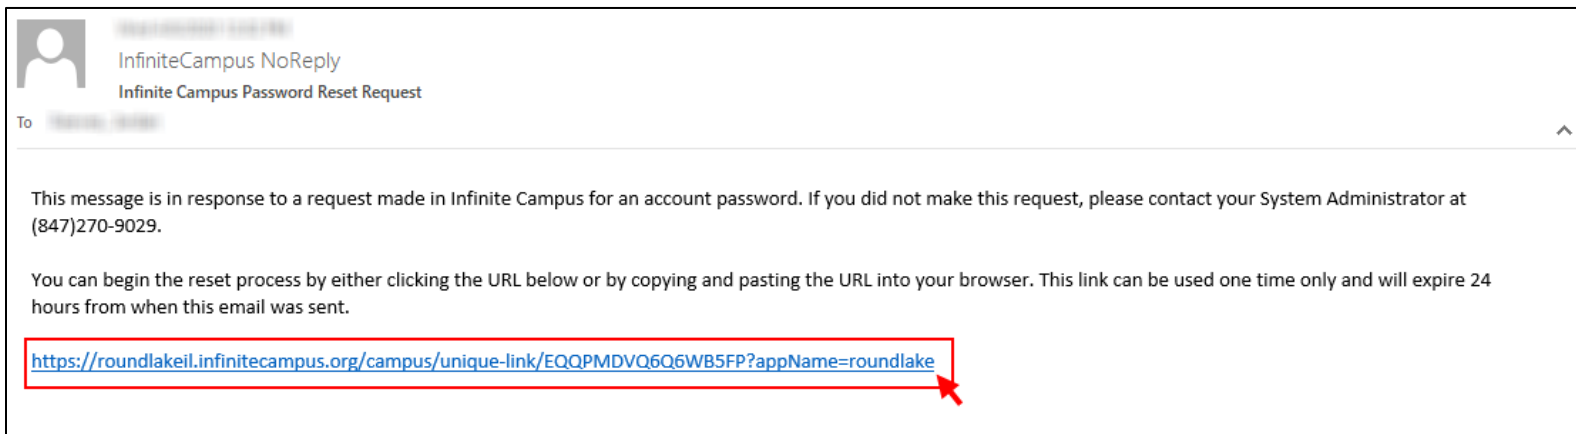 InfiniteCampus NoReply
Infinite Campus Password Reset Request
To
This message is in response to a request made in Infinite Campus for an account password. If you did not make this request, please contact your System Administrator at
(847)270-9029.
You can begin the reset process by either clicking the URL below or by copying and pasting the URL into your browser. This link can be used one time only and will expire 24
hours from when this email was sent.
https://roundlakeil.infinitecampus.org/campus/unique-link/EQQPMDVQ6Q6WB5FP?appName=roundlake